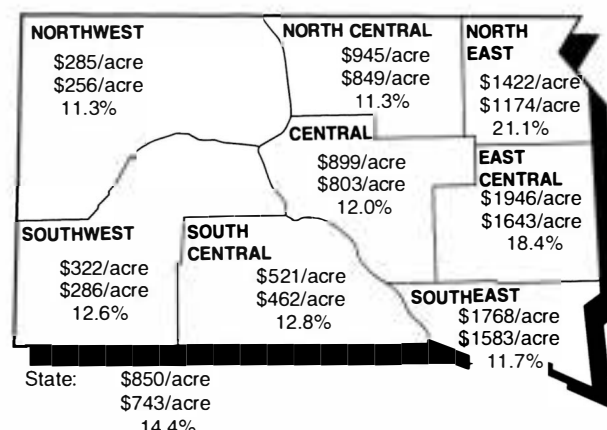 NORTHWEST
$285/acre
$256/acre
11.3%
NORTH CENTRAL
$945/acre
$849/acre
11.3%
NORTH
EAST
$1422/acre
$1174/acre
21.1%
CENTRAL
$899/acre
$803/acre
12.0%
EAST
CENTRAL
$1946/acre
$1643/acre
18.4%
SOUTHWEST
$322/acre
$286/acre
12.6%
SOUTH
CENTRAL
$521/acre
$462/acre
12.8%
SOUTHEAST
$1768/acre
$1583/acre
11.7%
State: $850/acre
$743/acre
14.4%